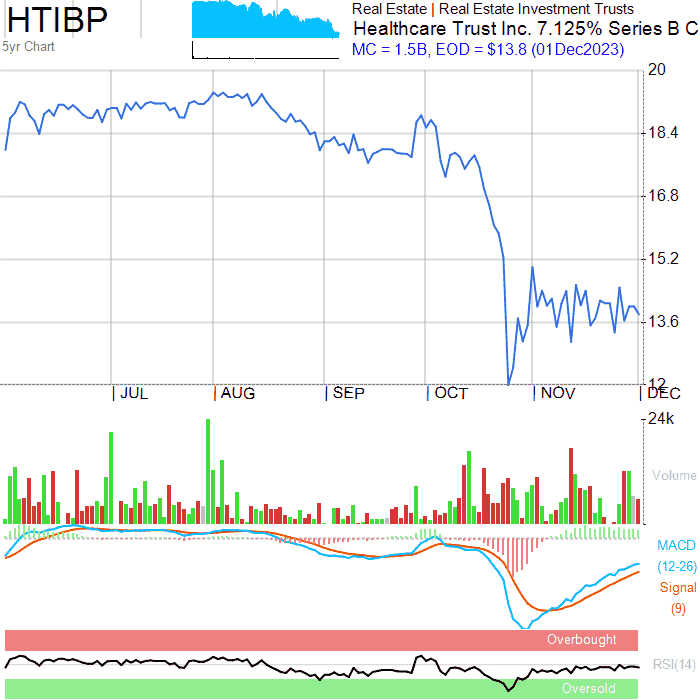 HTIBP
5yr Chart
Real Estate | Real Estate Investment Trusts
Healthcare Trust Inc. 7.125% Series B C
MC = 1.5B, EOD = $13.8 (01Dec2023)
20
18.4
16.8
15.2
13.6
12
JUL
AUG
SEP
OCT
NOV
DEC
24k
Volume
MACD
(12-26)
Signal
(9)
Overbought
RSI(14)
Oversold